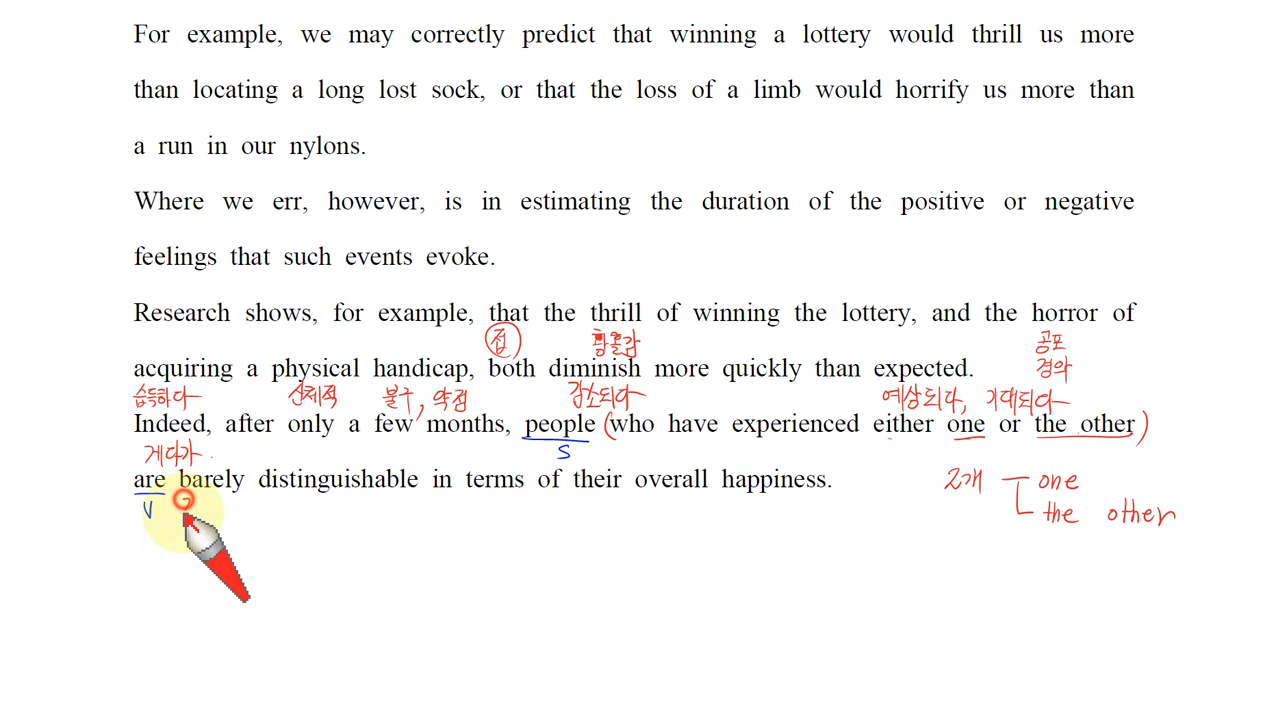 For example, we may correctly predict that winning a lottery would thrill us more
than locating a long lost sock, or that the loss of a limb would horrify us more than
a run in our nylons.
Where we err, however, is in estimating the duration of the positive or negative
feelings that such events evoke.
Research shows, for example, that the thrill of winning the lottery, and the horror of
접 황홀감 공포
acquiring a physical handicap, both diminish more quickly than expected. 경악
습득하다 신체적 불구, 약점 감소되다 예상되다, 기대되다
Indeed, after only a few months, people (who have experienced either one or the other)
게다가 S
are barely distinguishable in terms of their overall happiness. 2개 one
V the other